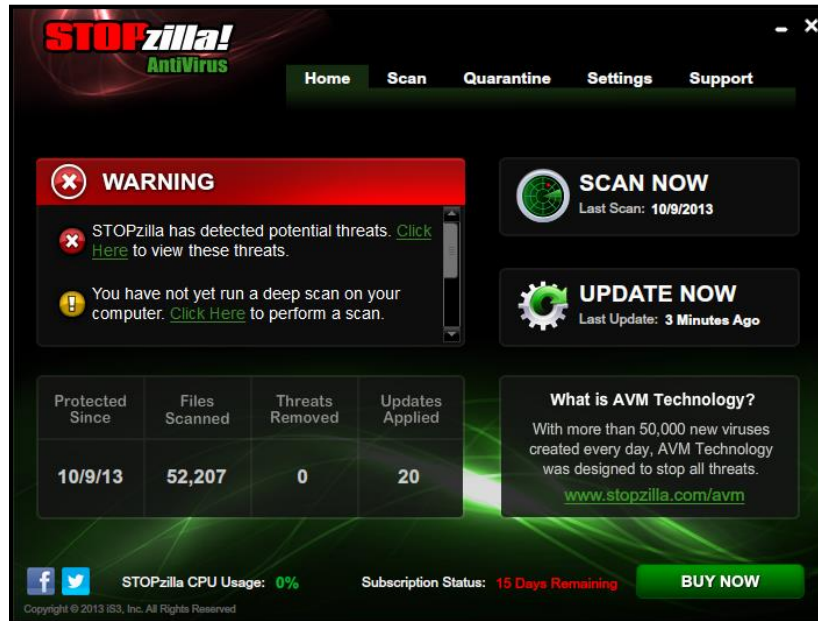 STOPzilla!
AntiVirus
Home Scan Quarantine Settings Support
WARNING
STOPzilla has detected potential threats. Click
Here to view these threats.
You have not yet run a deep scan on your
computer. Click Here to perform a scan.
SCAN NOW
Last Scan: 10/9/2013
UPDATE NOW
Last Update: 3 Minutes Ago
Protected Since
Files Scanned
Threats Removed
Updates Applied
10/9/13 52,207 0 20
What is AVM Technology?
With more than 50,000 new viruses
created every day, AVM Technology
was designed to stop all threats.
www.stopzilla.com/avm
STOPzilla CPU Usage: 0% Subscription Status: 15 Days Remaining BUY NOW
Copyright © 2013 iS3, Inc. All Rights Reserved